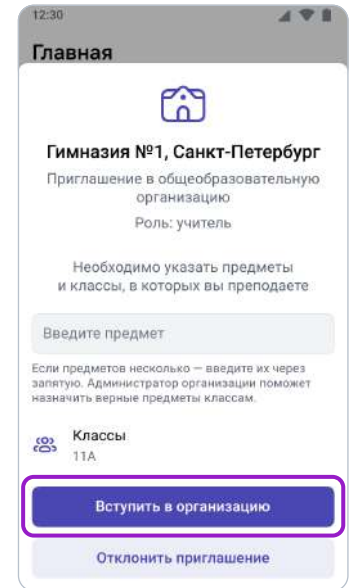 12:30
Главная
Гимназия №1, Санкт-Петербург
Приглашение в общеобразовательную
организацию
Роль: учитель
Необходимо указать предметы
и классы, в которых вы преподаете
Введите предмет
Если предметов несколько — введите их через
запятую. Администратор организации поможет
назначить верные предметы классам.
Классы
11А
Вступить в организацию
Отклонить приглашение